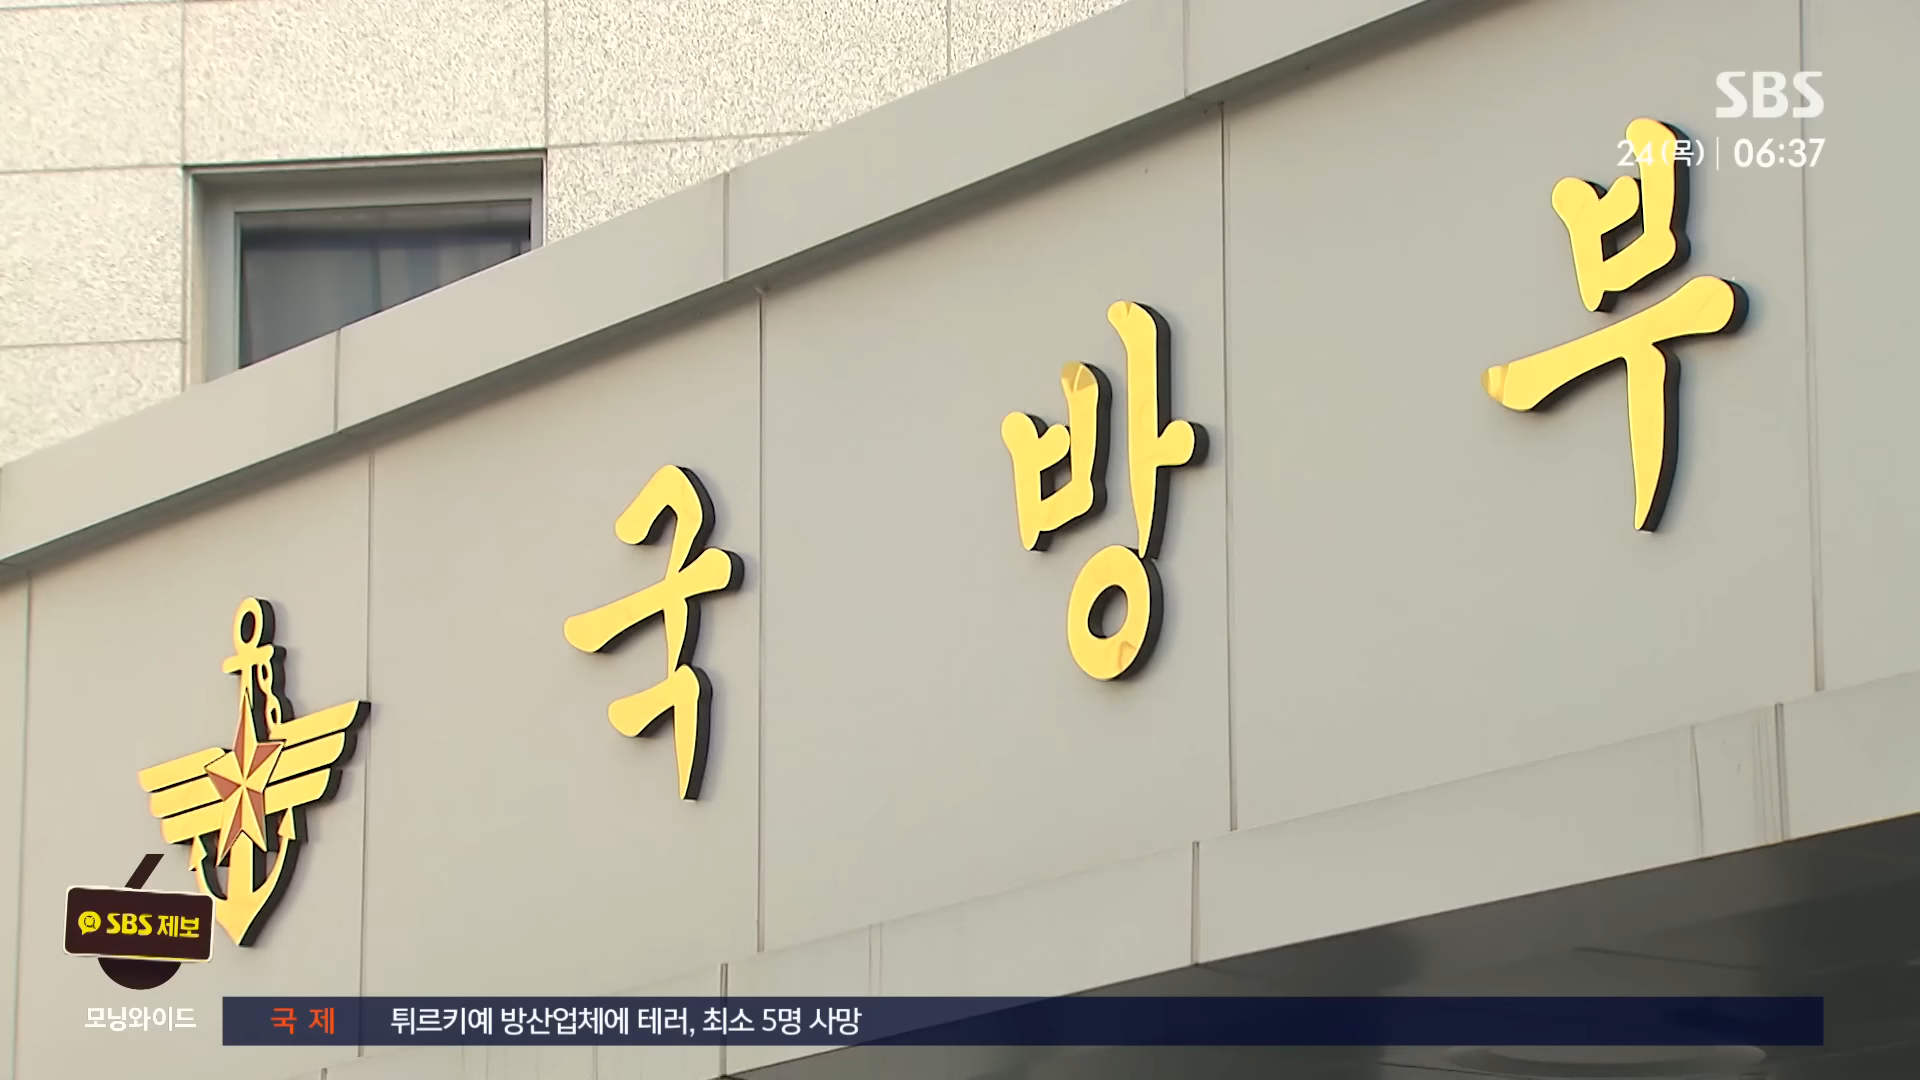 SBS
24(목) | 06:37
국방부
SBS 제보
모닝와이드
국제 튀르키예 방산업체에 테러, 최소 5명 사망